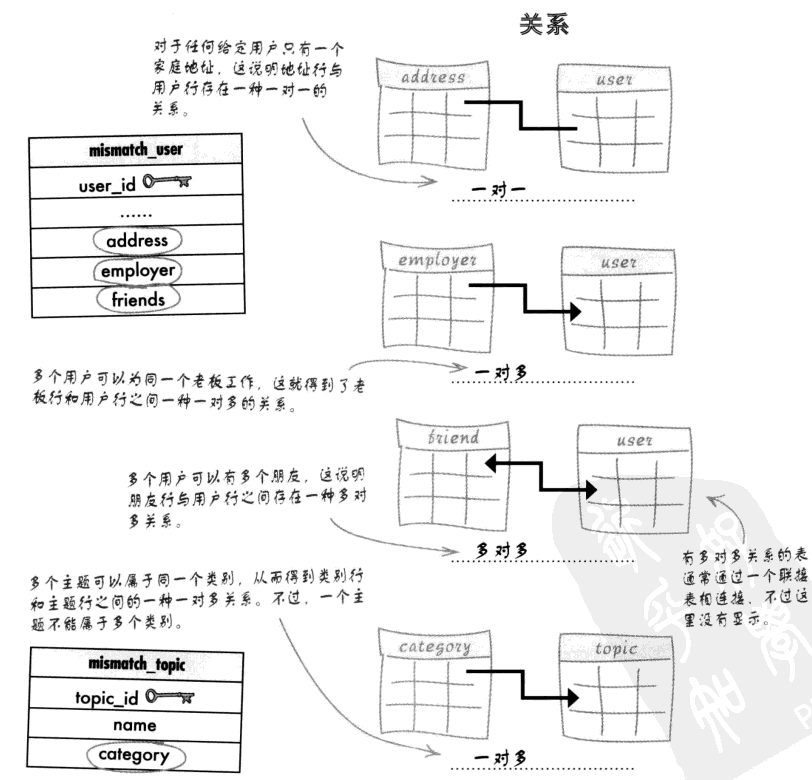 关系
对于任何给定用户只有一个
家庭地址，这说明地址行与
用户行存在一种一对一的
关系。
address
user
一对一
mismatch_user
user_id
……
address
employer
friends
employer
user
一对多
多个用户可以为同一个老板工作，这就得到了老
板行和用户行之间一种一对多的关系。
friend
user
多对多
多个用户可以有多个朋友，这说明
朋友行与用户行之间存在一种多对
多关系。
有多对多关系的表
通常通过一个联接
表相连接，不过这
里没有显示。
多个主题可以属于同一个类别，从而得到类别行
和主题行之间的一种一对多关系。不过，一个主
题不能属于多个类别。
category
topic
一对多
mismatch_topic
topic_id
name
category